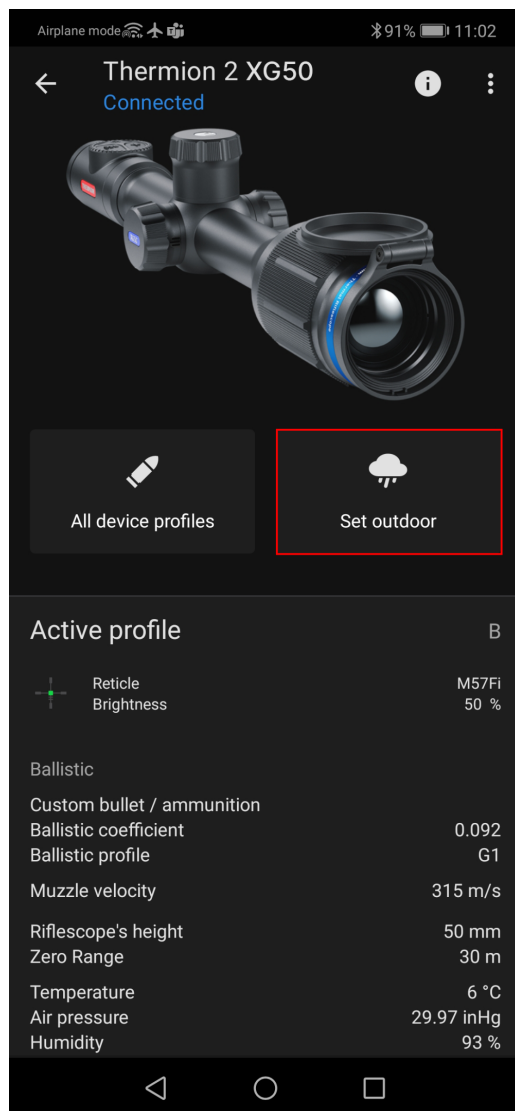 Airplane mode 91% 11:02
Thermion 2 XG50
Connected
All device profiles
Set outdoor
Active profile B
Reticle M57Fi
Brightness 50 %
Ballistic
Custom bullet / ammunition
Ballistic coefficient 0.092
Ballistic profile G1
Muzzle velocity 315 m/s
Riflescope's height 50 mm
Zero Range 30 m
Temperature 6 °C
Air pressure 29.97 inHg
Humidity 93 %